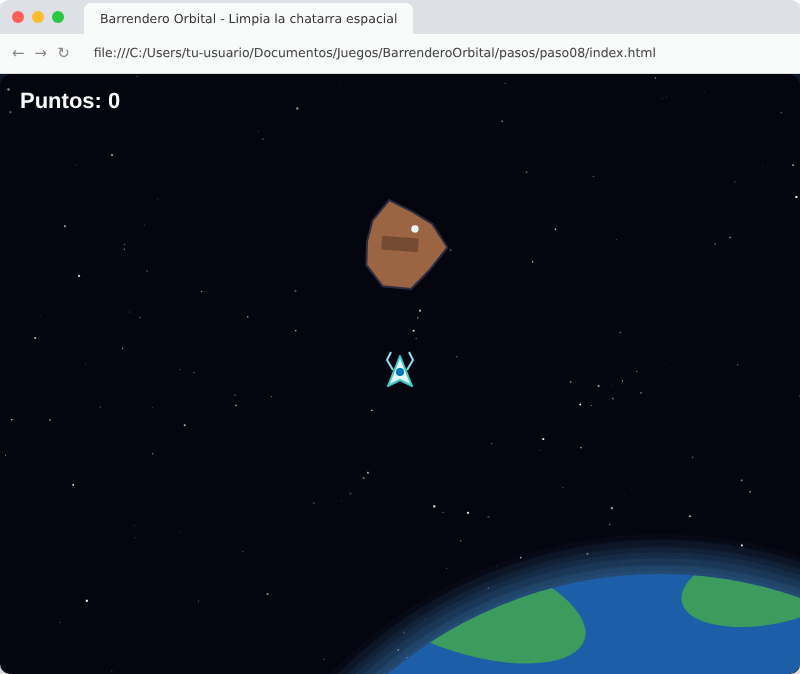 Barrendero Orbital - Limpia la chatarra espacial
file:///C:/Users/tu-usuario/Documentos/Juegos/BarrenderoOrbital/pasos/paso08/index.html
Puntos: 0